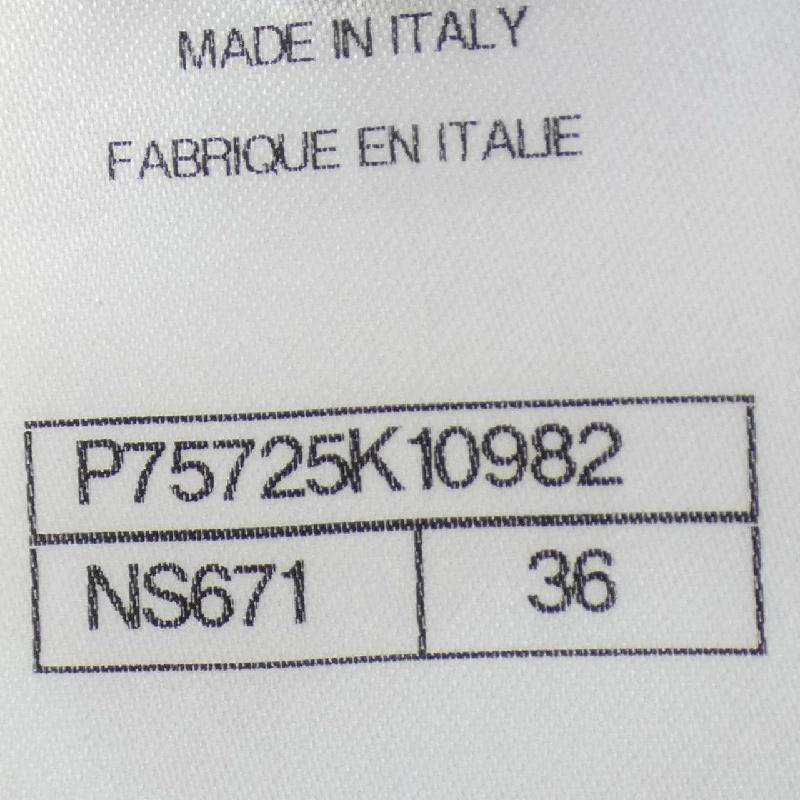 MADE IN ITALY
FABRIQUE EN ITALIE
P75725K10982
NS671 36